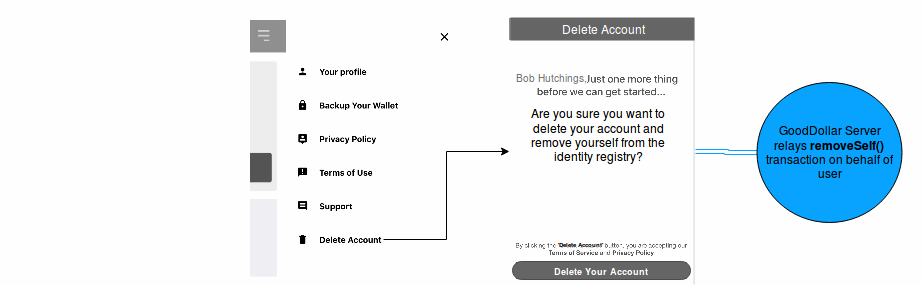 Your profile
Backup Your Wallet
Privacy Policy
Terms of Use
Support
Delete Account
Delete Account
Bob Hutchings,Just one more thing
before we can get started...
Are you sure you want to
delete your account and
remove yourself from the
identity registry?
By clicking the 'Delete Account' button, you are accepting our
Terms of Service and Privacy Policy
Delete Your Account
GoodDollar Server
relays removeSelf()
transaction on behalf of
user